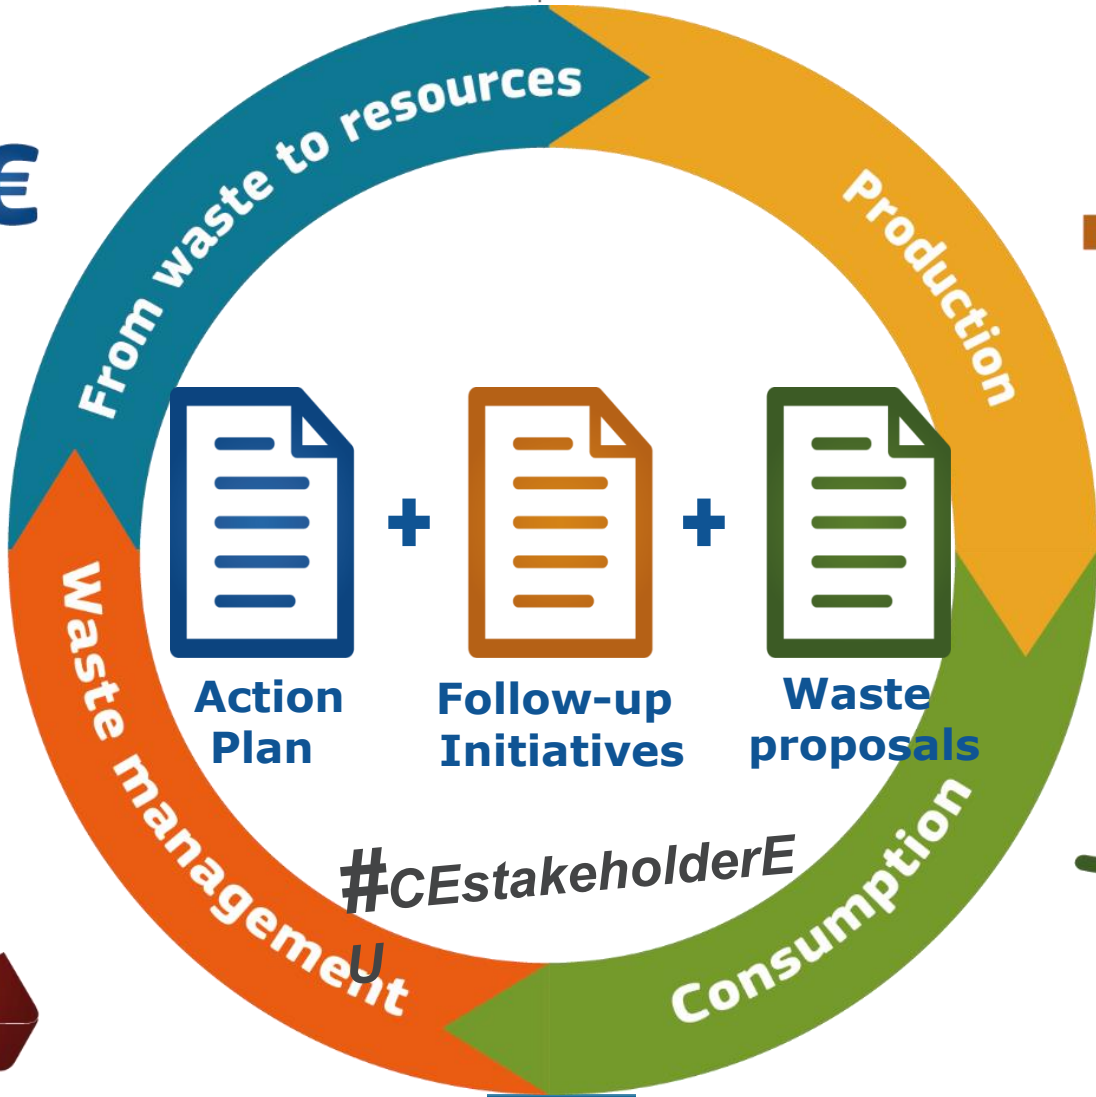 From waste to resources
Production
€
+
+
Action
Plan
Follow-up
Initiatives
Waste
proposals
Waste management
#CEstakeholderE
U
Consumption